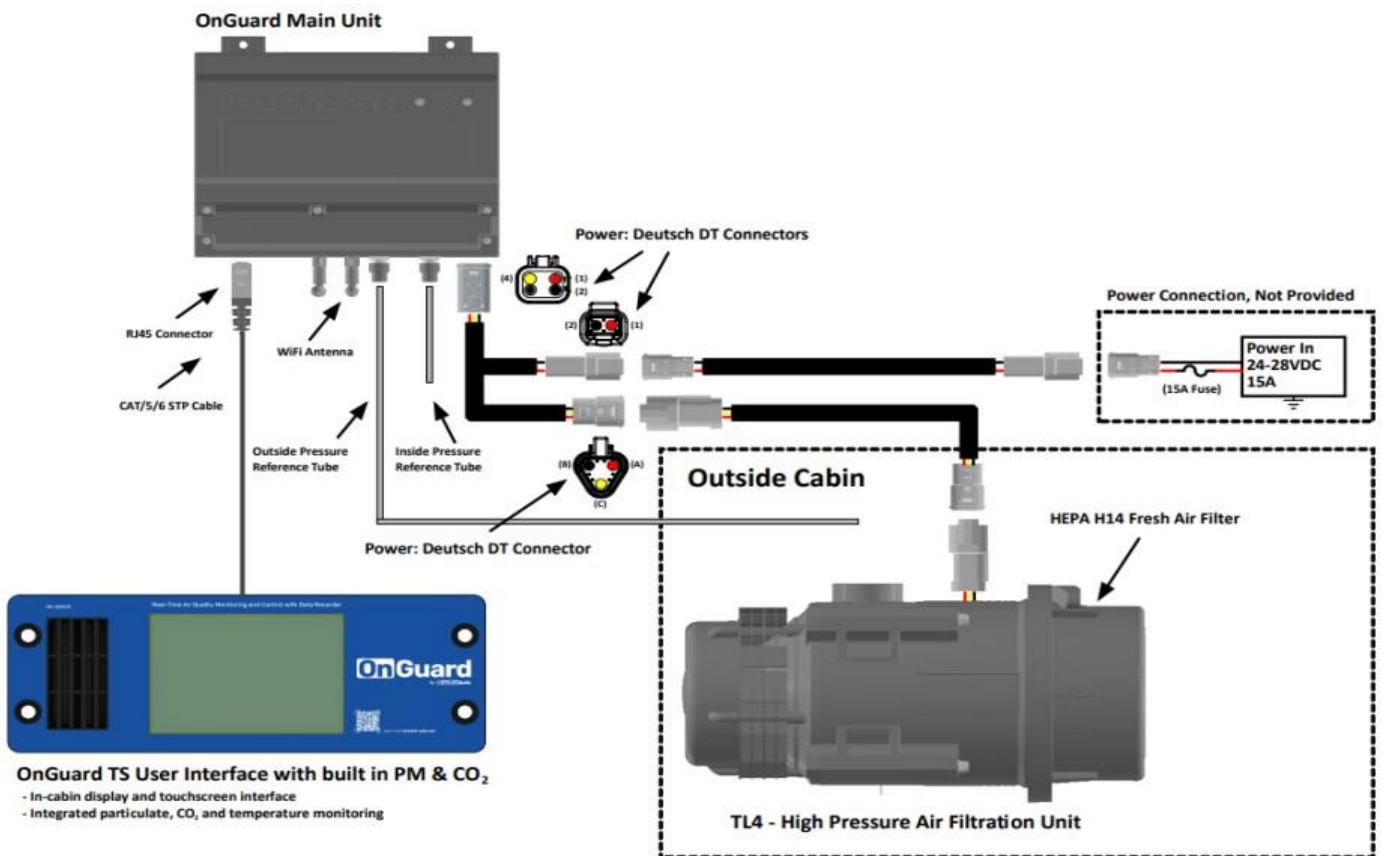 OnGuard Main Unit
Power: Deutsch DT Connectors
(4)
(1)
(2)
(2)
(1)
Power Connection, Not Provided
Power In
24-28VDC
15A
(15A Fuse)
RJ45 Connector
WiFi Antenna
CAT/5/6 STP Cable
Outside Pressure
Reference Tube
Inside Pressure
Reference Tube
(B)
(A)
(C)
Power: Deutsch DT Connector
Outside Cabin
HEPA H14 Fresh Air Filter
Real-Time Air Quality Monitoring and Control with Data Recorder
OnGuard
OnGuard TS User Interface with built in PM & CO₂
- In-cabin display and touchscreen interface
- Integrated particulate, CO₂ and temperature monitoring
TL4 - High Pressure Air Filtration Unit